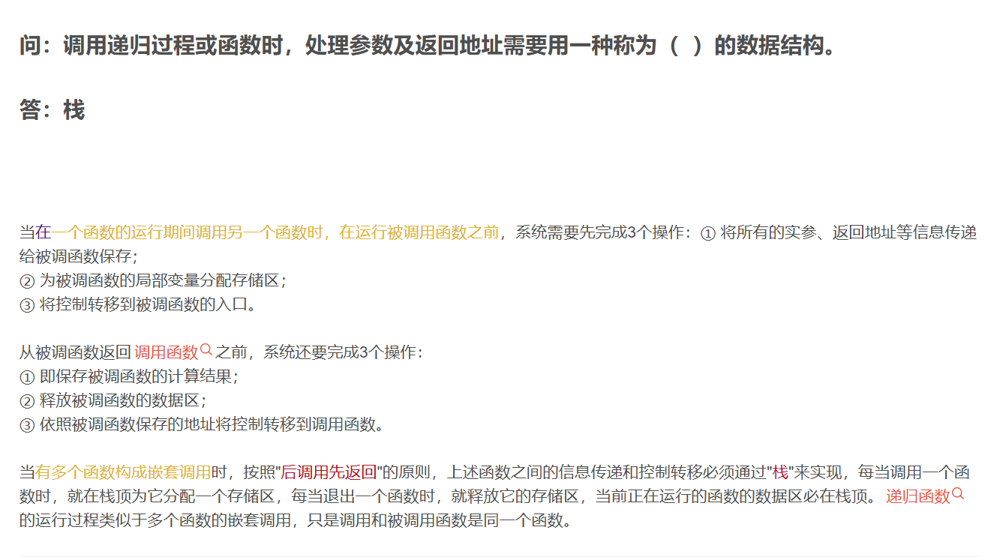 问：调用递归过程或函数时，处理参数及返回地址需要用一种称为（  ）的数据结构。
答：栈
当在一个函数的运行期间调用另一个函数时，在运行被调用函数之前，系统需要先完成3个操作：① 将所有的实参、返回地址等信息传递
给被调函数保存；
② 为被调函数的局部变量分配存储区；
③ 将控制转移到被调函数的入口。
从被调函数返回调用函数之前，系统还要完成3个操作：
① 即保存被调函数的计算结果；
② 释放被调函数的数据区；
③ 依照被调函数保存的地址将控制转移到调用函数。
当有多个函数构成嵌套调用时，按照"后调用先返回"的原则，上述函数之间的信息传递和控制转移必须通过"栈"来实现，每当调用一个函
数时，就在栈顶为它分配一个存储区，每当退出一个函数时，就释放它的存储区，当前正在运行的函数的数据区必在栈顶。 递归函数
的运行过程类似于多个函数的嵌套调用，只是调用和被调用函数是同一个函数。